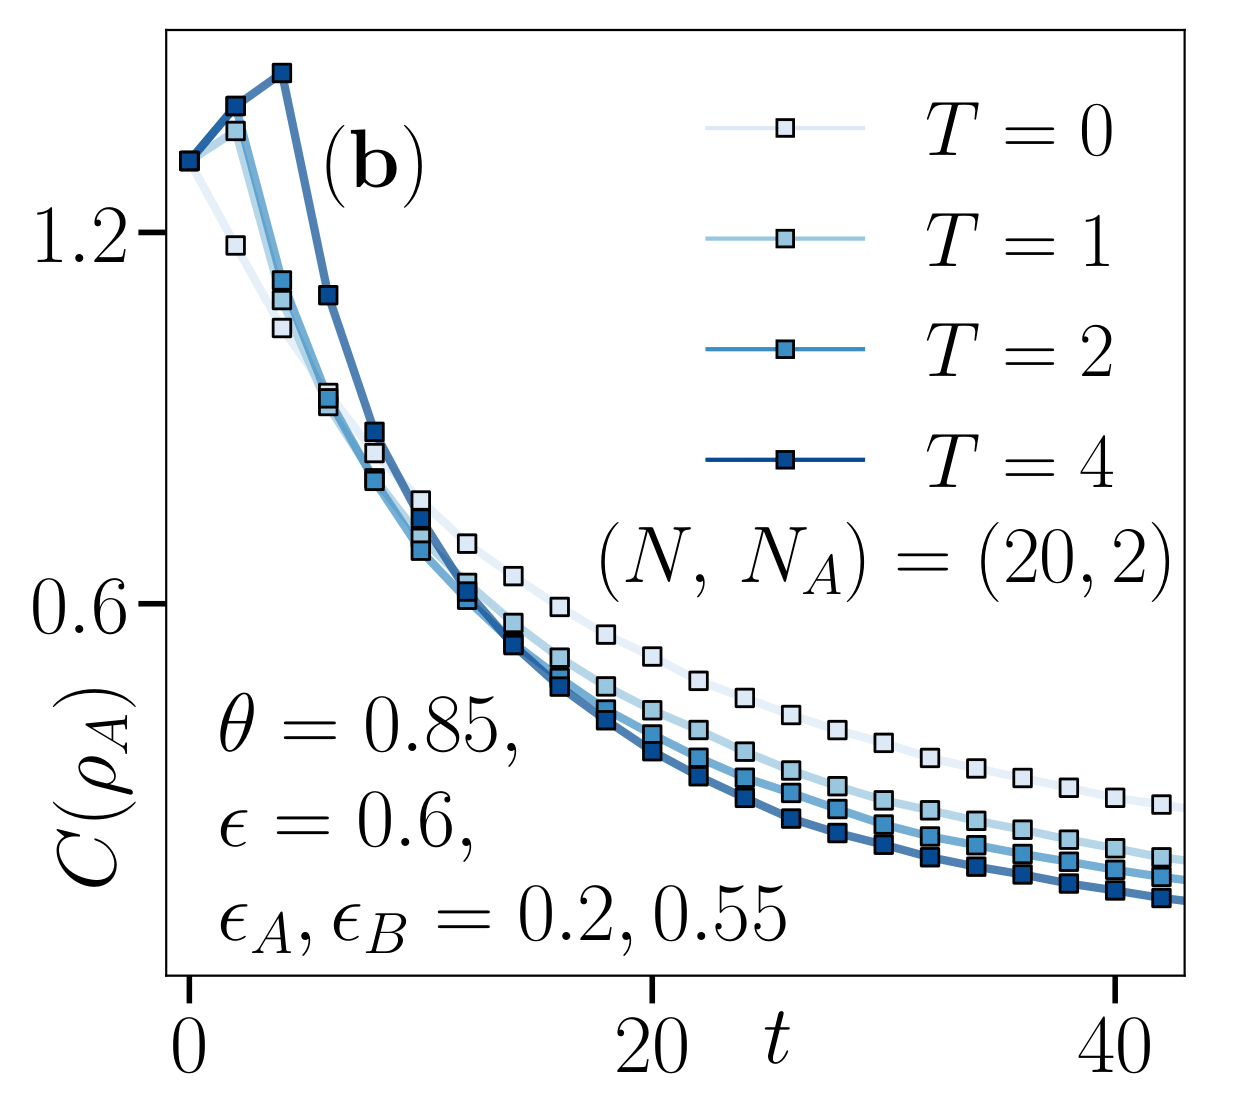 (b)
T = 0
T = 1
T = 2
T = 4
(N, N_A) = (20, 2)
1.2
0.6
C(ρ_A)
θ = 0.85,
ϵ = 0.6,
ϵ_A, ϵ_B = 0.2, 0.55
0 20 t 40